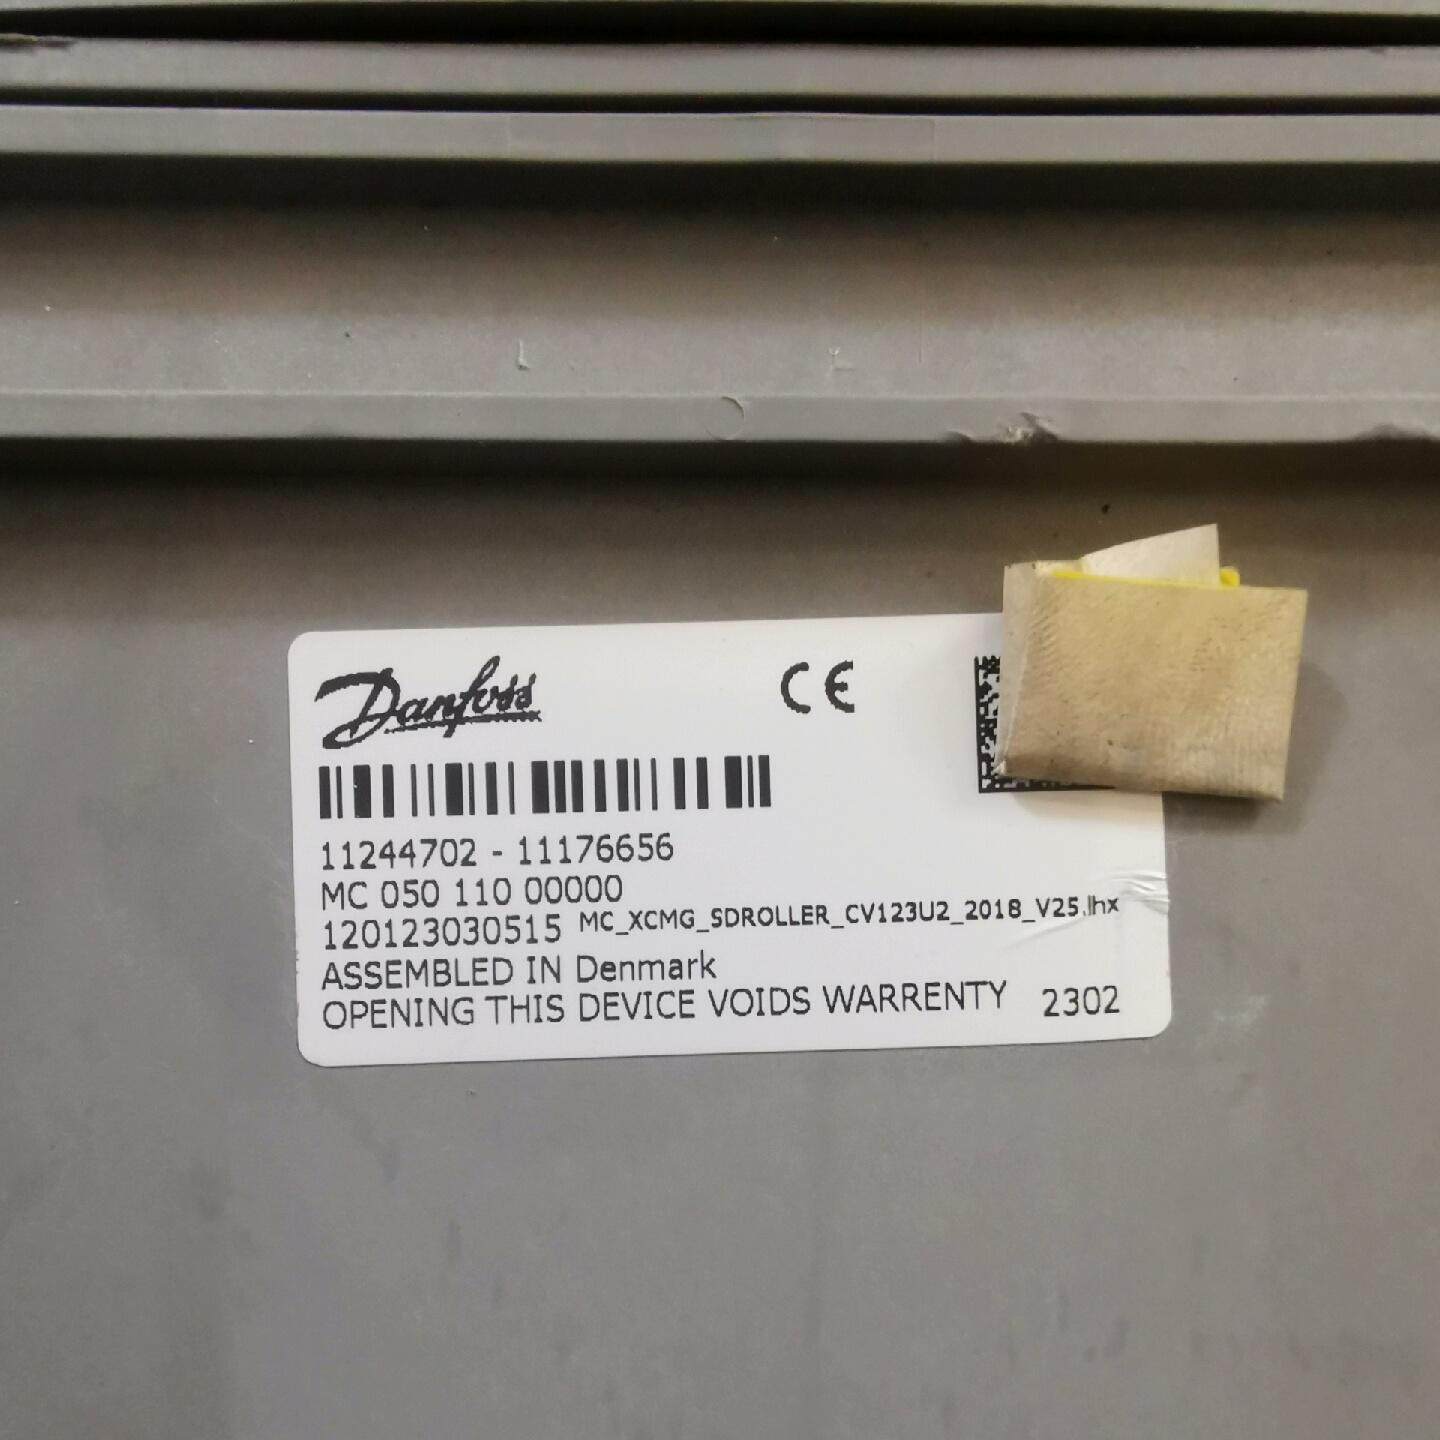 Danfoss
CE
11244702 - 11176656
MC 050 110 00000
120123030515 MC_XCMG_SDROLLER_CV123U2_2018_V25.lhx
ASSEMBLED IN Denmark
OPENING THIS DEVICE VOIDS WARRENTY 2302